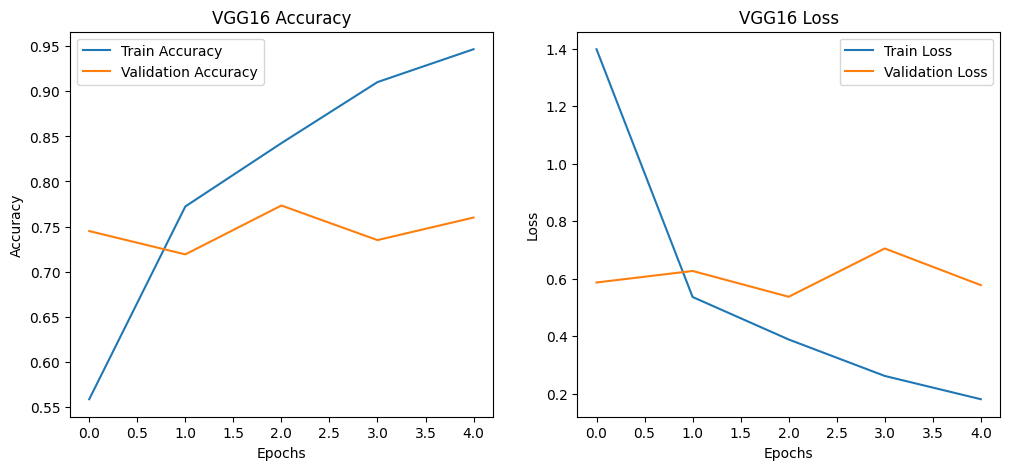 VGG16 Accuracy
Train Accuracy
Validation Accuracy
Accuracy
0.95
0.90
0.85
0.80
0.75
0.70
0.65
0.60
0.55
0.0 0.5 1.0 1.5 2.0 2.5 3.0 3.5 4.0
Epochs
VGG16 Loss
Train Loss
Validation Loss
Loss
1.4
1.2
1.0
0.8
0.6
0.4
0.2
0.0 0.5 1.0 1.5 2.0 2.5 3.0 3.5 4.0
Epochs